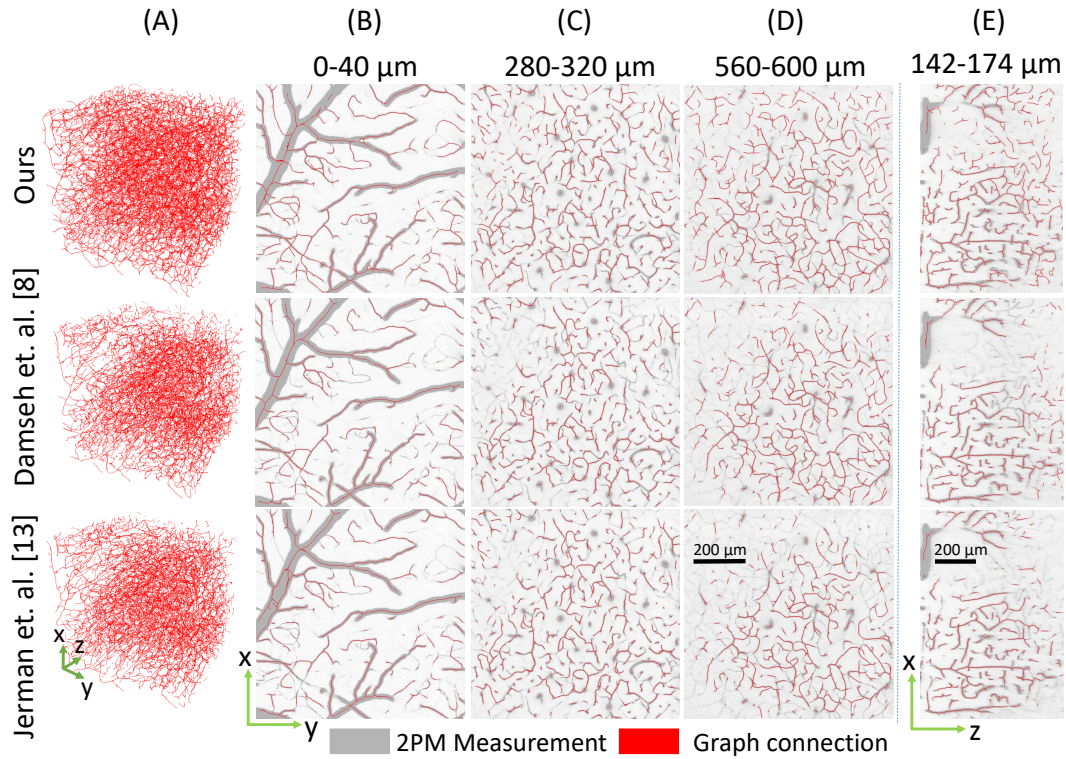 (A) (B) (C) (D) (E)
0-40 µm 280-320 µm 560-600 µm 142-174 µm
Ours
Damseh et. al. [8]
Jerman et. al. [13]
200 µm 200 µm
x z y
x y
x z
2PM Measurement Graph connection